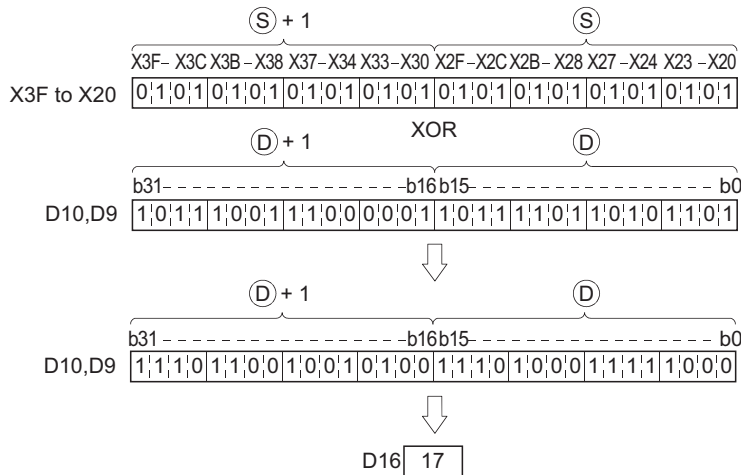 Ⓢ + 1 Ⓢ
X3F– X3C X3B – X38 X37 – X34 X33 – X30 X2F – X2C X2B – X28 X27 – X24 X23 – X20
X3F to X20 0 1 0 1 0 1 0 1 0 1 0 1 0 1 0 1 0 1 0 1 0 1 0 1 0 1 0 1 0 1 0 1
XOR
Ⓓ + 1 Ⓓ
b31 b16 b15 b0
D10,D9 1 0 1 1 1 0 0 1 1 1 0 0 0 0 0 1 1 0 1 1 1 1 0 1 1 0 1 0 1 1 0 1
Ⓓ + 1 Ⓓ
b31 b16 b15 b0
D10,D9 1 1 1 0 1 1 0 0 1 0 0 1 0 1 0 0 1 1 1 0 1 0 0 0 1 1 1 1 1 0 0 0
D16 17